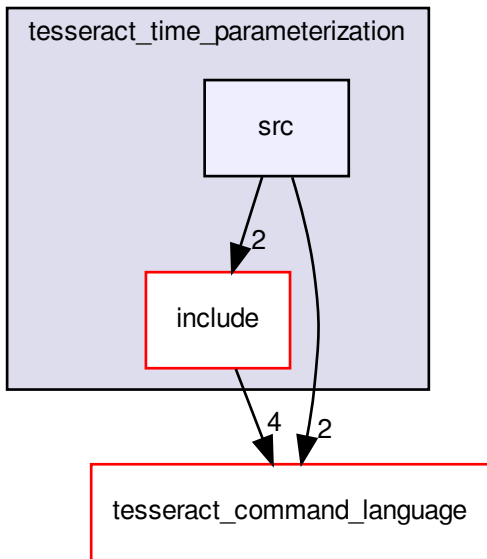 tesseract_time_parameterization
src
2
include
4
2
tesseract_command_language